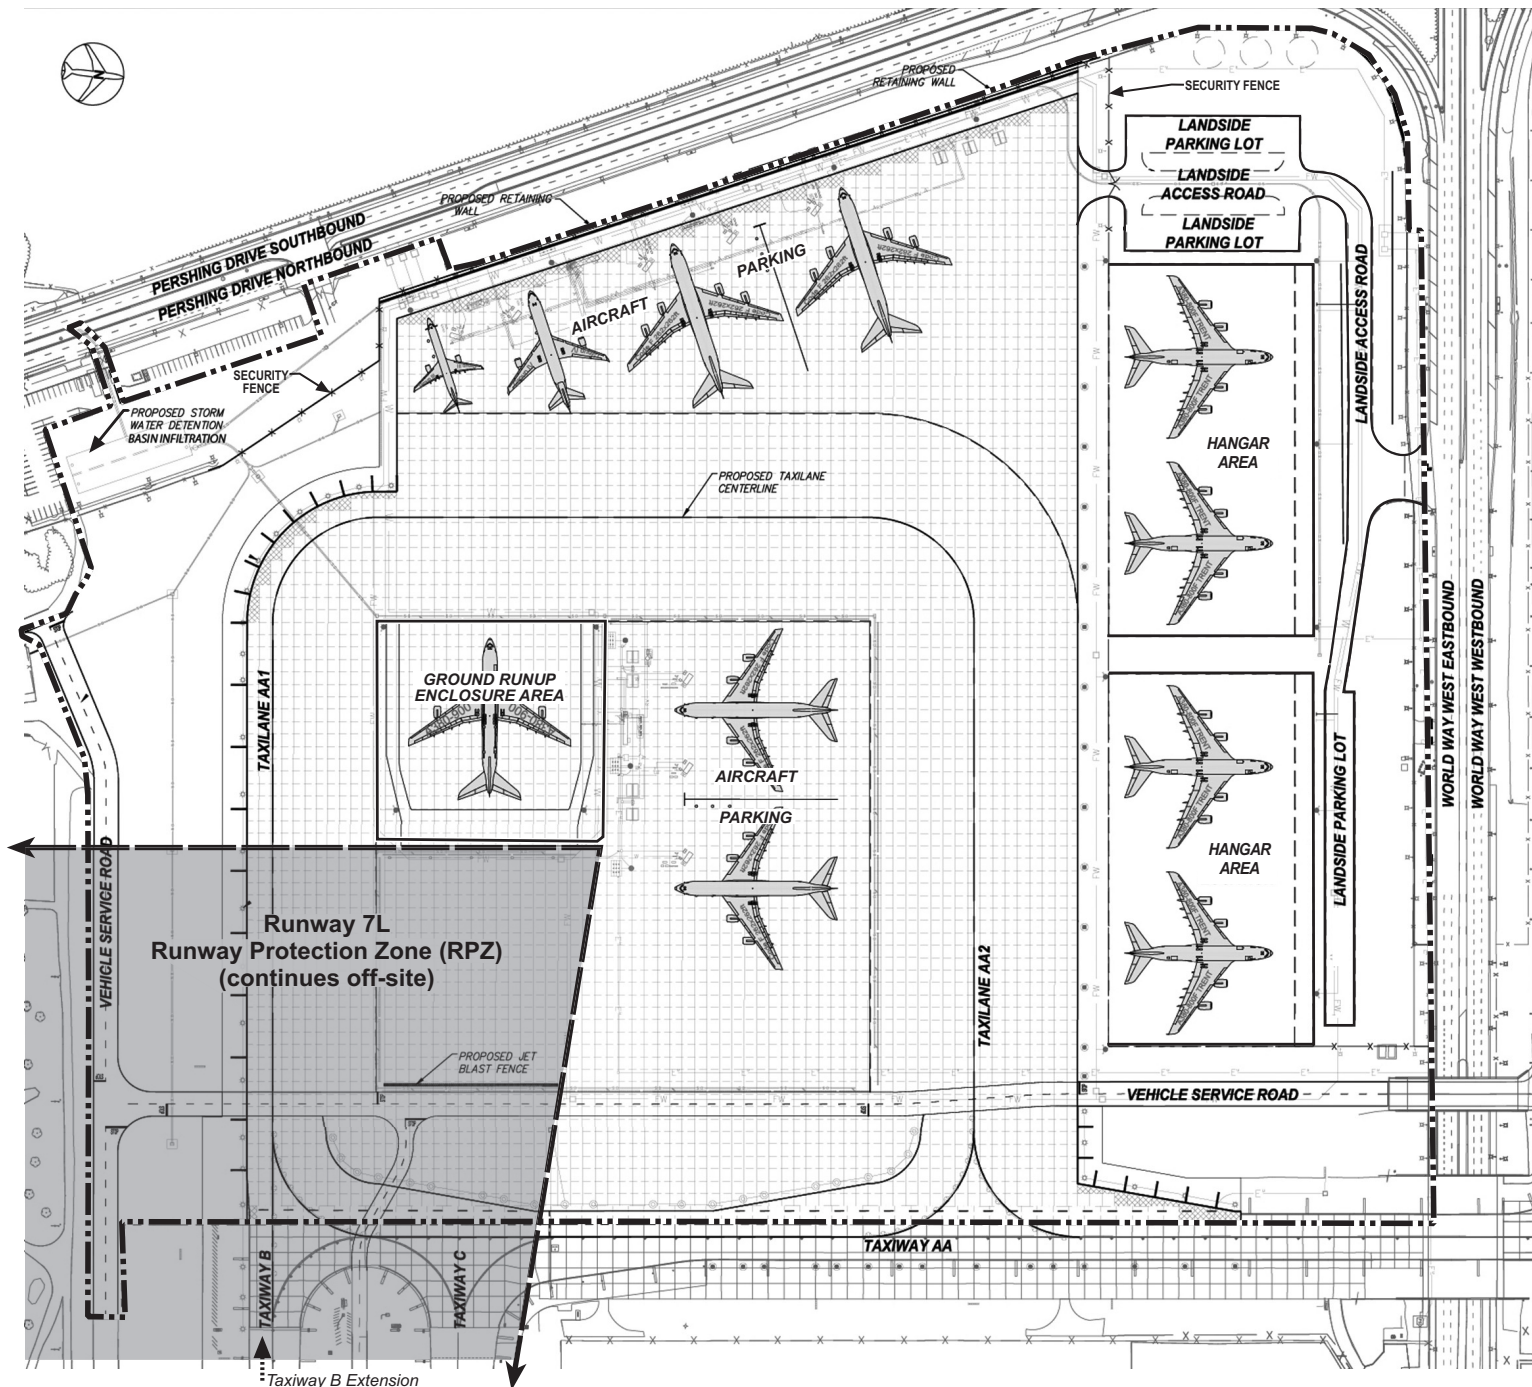 N
PROPOSED
RETAINING WALL
SECURITY FENCE
LANDSIDE
PARKING LOT
LANDSIDE
ACCESS ROAD
LANDSIDE
PARKING LOT
PROPOSED RETAINING
WALL
PERSHING DRIVE SOUTHBOUND
PERSHING DRIVE NORTHBOUND
AIRCRAFT
PARKING
LANDSIDE ACCESS ROAD
SECURITY
FENCE
PROPOSED STORM
WATER DETENTION
BASIN INFILTRATION
HANGAR
AREA
PROPOSED TAXILANE
CENTERLINE
WORLD WAY WEST EASTBOUND
WORLD WAY WEST WESTBOUND
TAXILANE AA1
GROUND RUNUP
ENCLOSURE AREA
AIRCRAFT
PARKING
HANGAR
AREA
LANDSIDE PARKING LOT
VEHICLE SERVICE ROAD
Runway 7L
Runway Protection Zone (RPZ)
(continues off-site)
TAXILANE AA2
PROPOSED JET
BLAST FENCE
VEHICLE SERVICE ROAD
TAXIWAY AA
TAXIWAY B
TAXIWAY C
Taxiway B Extension